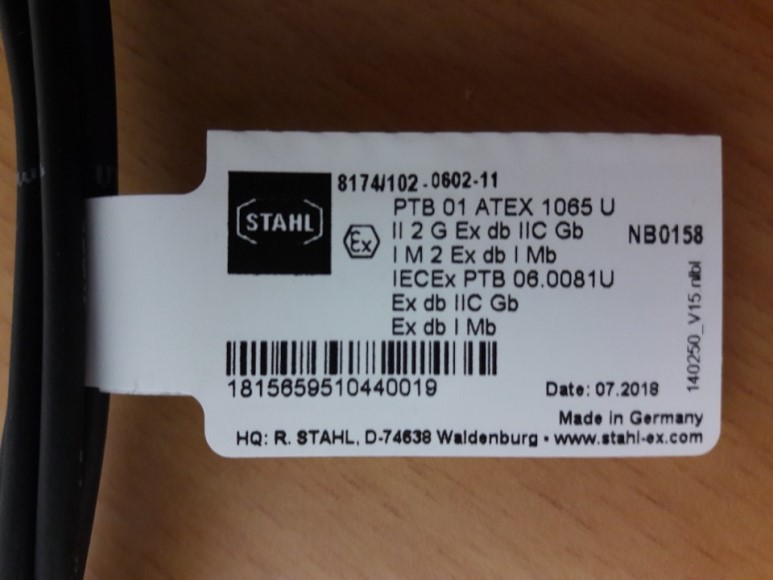 8174/102-0602-11
STAHL
PTB 01 ATEX 1065 U
Ex
II 2 G Ex db IIC Gb
NB0158
I M 2 Ex db I Mb
IECEx PTB 06.0081U
Ex db IIC Gb
Ex db I Mb
140250_V15.nlbl
1815659510440019
Date: 07.2018
Made in Germany
HQ: R. STAHL, D-74638 Waldenburg • www.stahl-ex.com